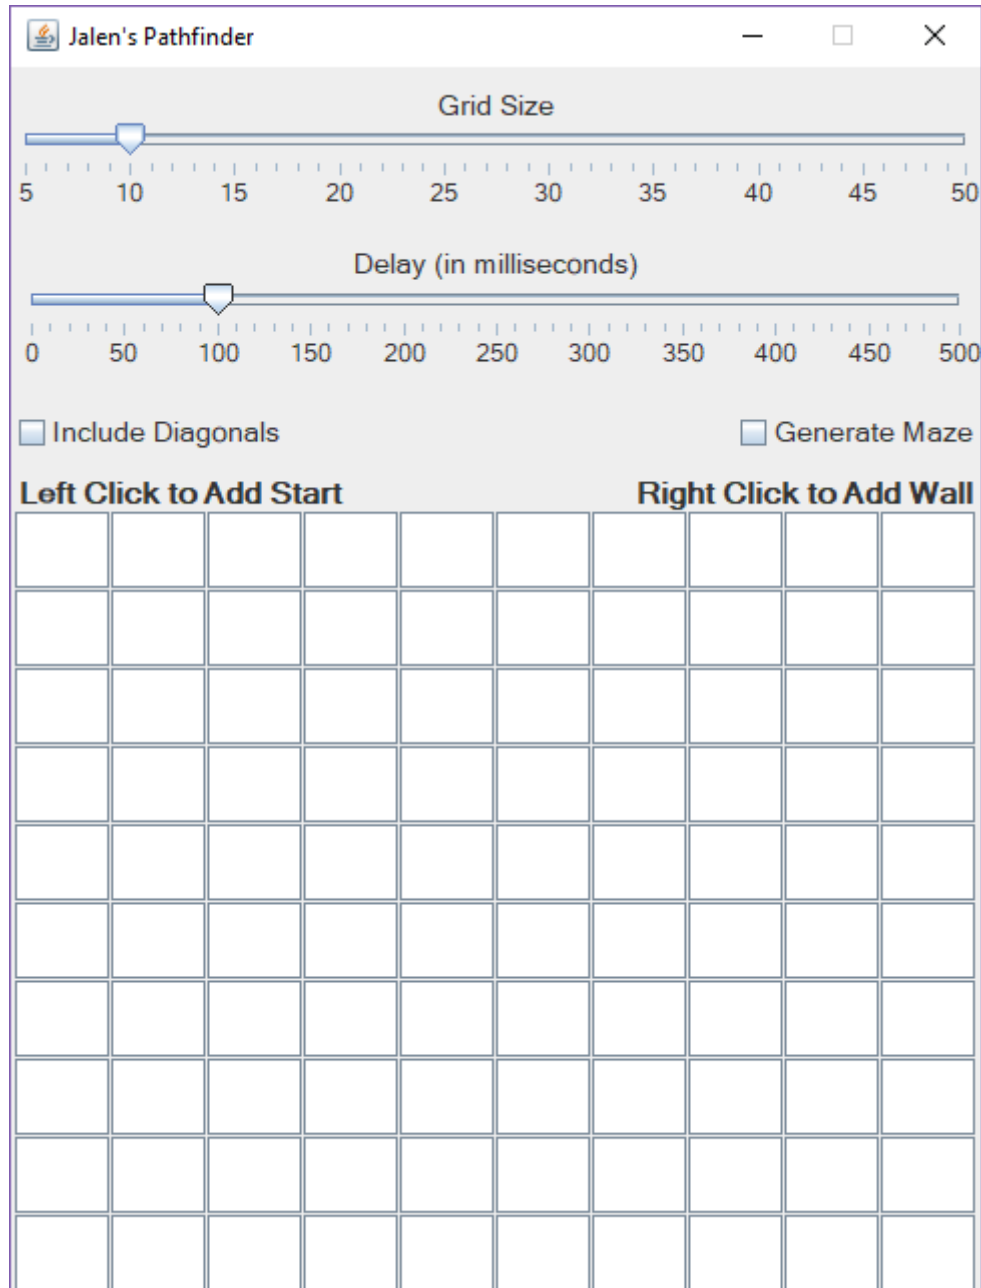 Jalen's Pathfinder
Grid Size
5 10 15 20 25 30 35 40 45 50
Delay (in milliseconds)
0 50 100 150 200 250 300 350 400 450 500
Include Diagonals Generate Maze
Left Click to Add Start Right Click to Add Wall